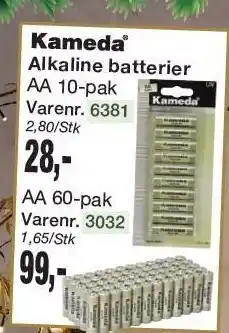 Kameda®
Alkaline batterier
AA 10-pak
Varenr. 6381
2,80/Stk
28,-
AA 60-pak
Varenr. 3032
1,65/Stk
99,-
Kameda